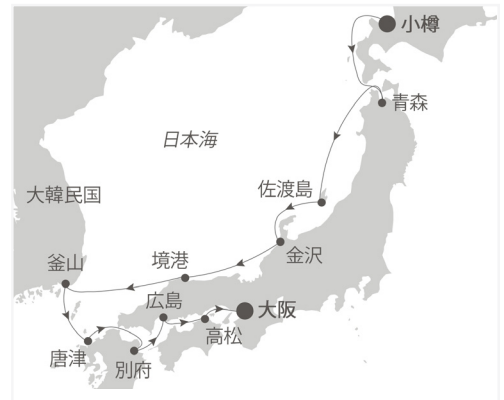 小樽
青森
日本海
佐渡島
大韓民国
金沢
釜山
境港
広島
大阪
高松
唐津
別府